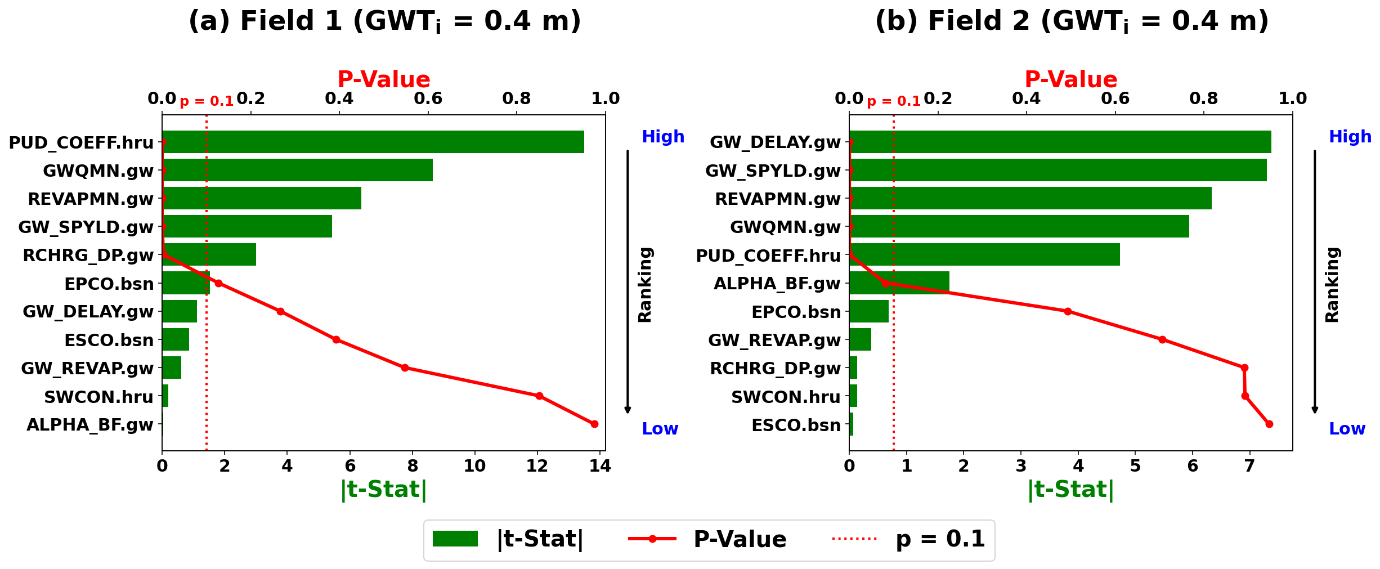 (a) Field 1 (GWTi = 0.4 m)
P-Value
0.0 p = 0.1 0.2 0.4 0.6 0.8 1.0
PUD_COEFF.hru
GWQMN.gw
REVAPMN.gw
GW_SPYLD.gw
RCHRG_DP.gw
EPCO.bsn
GW_DELAY.gw
ESCO.bsn
GW_REVAP.gw
SWCON.hru
ALPHA_BF.gw
0 2 4 6 8 10 12 14
|t-Stat|
High
Ranking
Low
(b) Field 2 (GWTi = 0.4 m)
P-Value
0.0 p = 0.1 0.2 0.4 0.6 0.8 1.0
GW_DELAY.gw
GW_SPYLD.gw
REVAPMN.gw
GWQMN.gw
PUD_COEFF.hru
ALPHA_BF.gw
EPCO.bsn
GW_REVAP.gw
RCHRG_DP.gw
SWCON.hru
ESCO.bsn
0 1 2 3 4 5 6 7
|t-Stat|
High
Ranking
Low
|t-Stat| P-Value p = 0.1